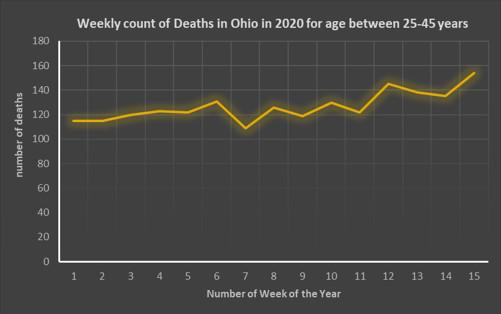 Weekly count of Deaths in Ohio in 2020 for age between 25-45 years
number of deaths
180
160
140
120
100
80
60
40
20
0
1 2 3 4 5 6 7 8 9 10 11 12 13 14 15
Number of Week of the Year